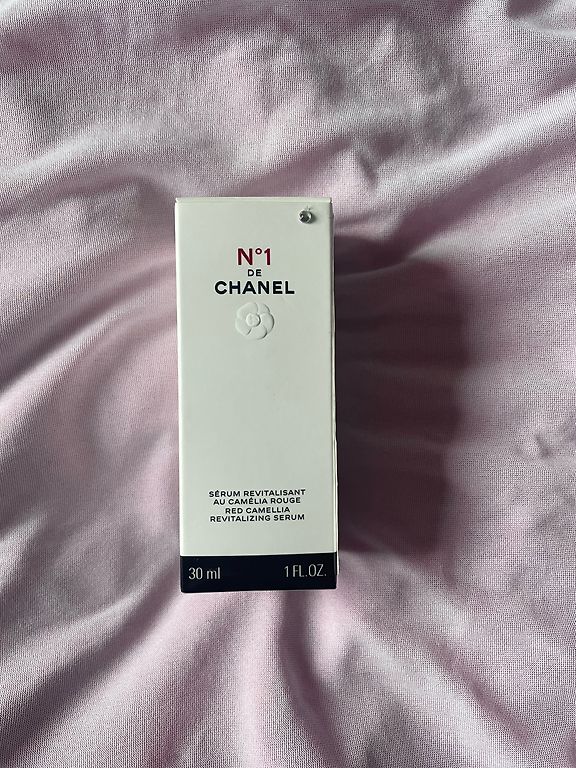 N°1
DE
CHANEL
SÉRUM REVITALISANT
AU CAMÉLIA ROUGE
RED CAMELLIA
REVITALIZING SERUM
30 ml 1 FL.OZ.